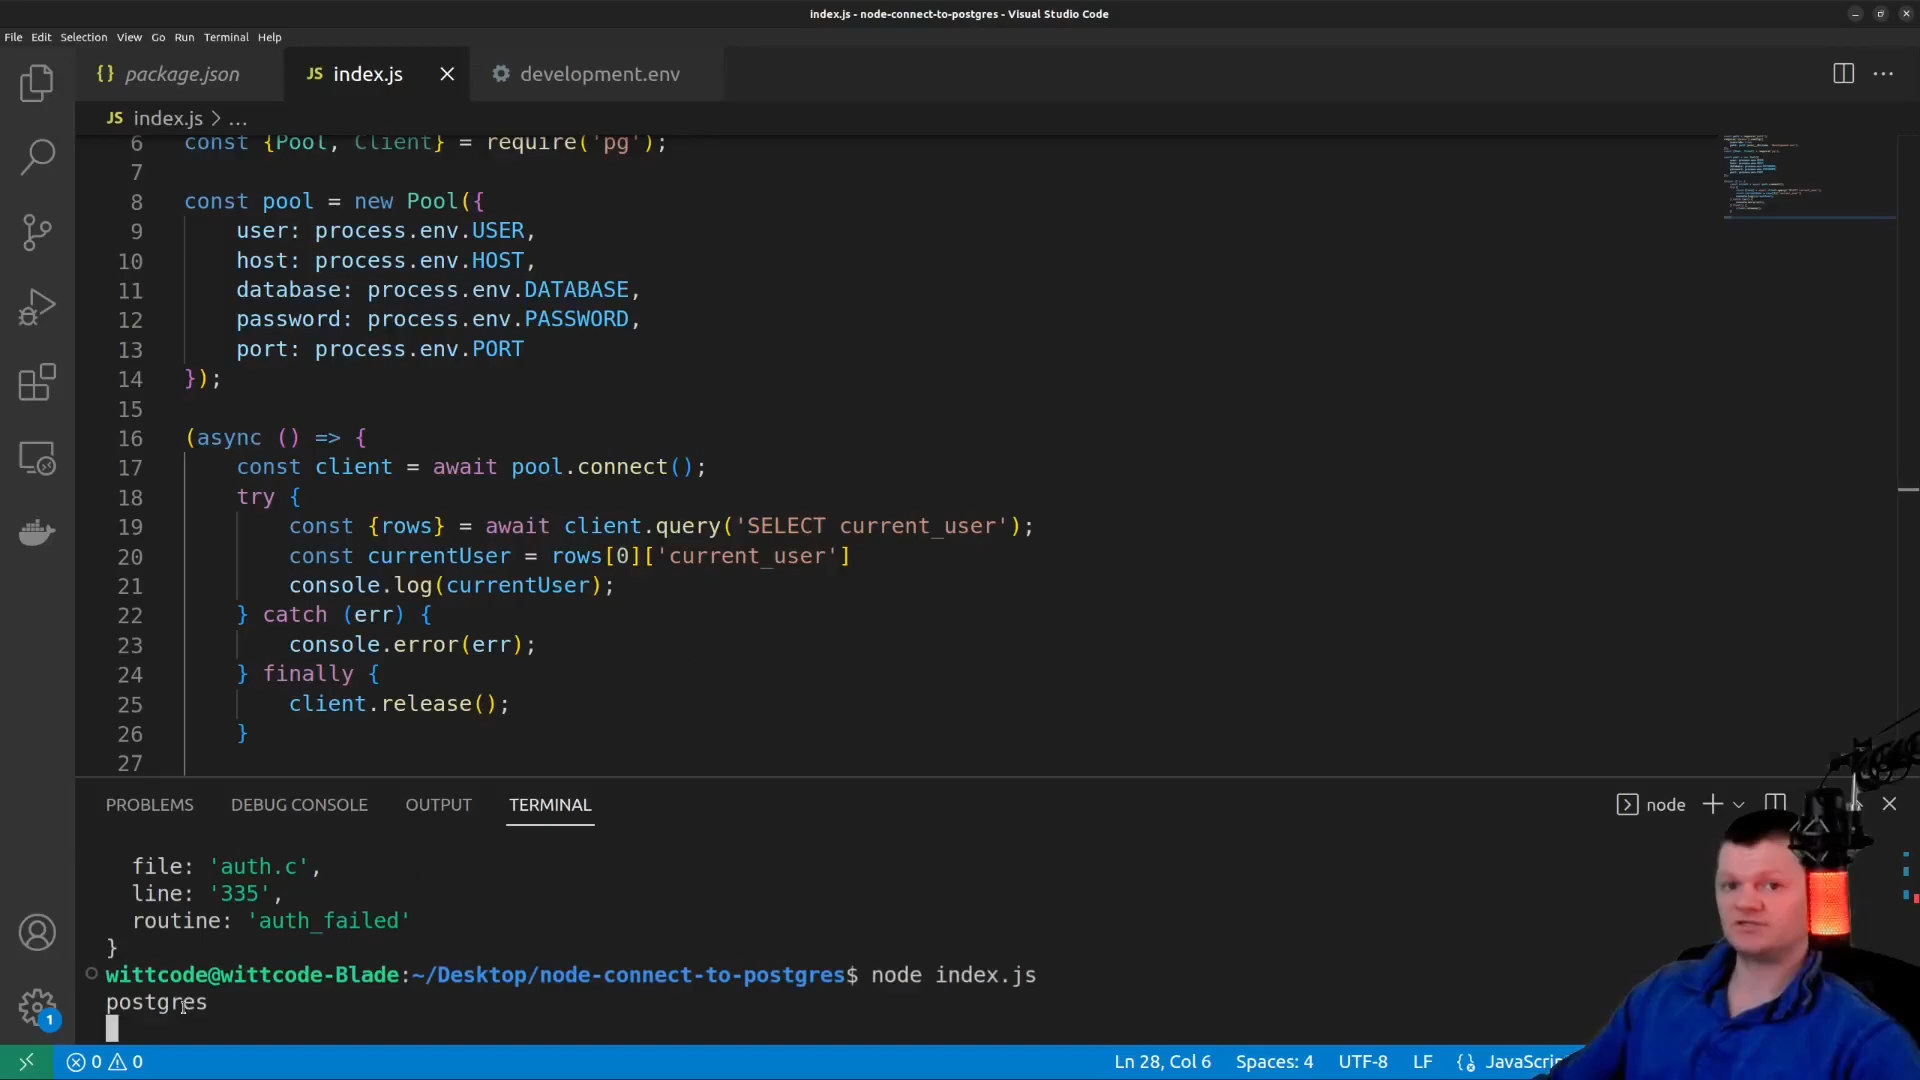 index.js - node-connect-to-postgres - Visual Studio Code
File Edit Selection View Go Run Terminal Help
{} package.json
JS index.js
development.env
JS index.js > ...
6 const {Pool, Client} = require('pg');
7
8 const pool = new Pool({
9 user: process.env.USER,
10 host: process.env.HOST,
11 database: process.env.DATABASE,
12 password: process.env.PASSWORD,
13 port: process.env.PORT
14 });
15
16 (async () => {
17 const client = await pool.connect();
18 try {
19 const {rows} = await client.query('SELECT current_user');
20 const currentUser = rows[0]['current_user']
21 console.log(currentUser);
22 } catch (err) {
23 console.error(err);
24 } finally {
25 client.release();
26 }
27
PROBLEMS DEBUG CONSOLE OUTPUT TERMINAL
node
file: 'auth.c',
line: '335',
routine: 'auth_failed'
}
wittcode@wittcode-Blade:~/Desktop/node-connect-to-postgres$ node index.js
postgres
1
0 0
Ln 28, Col 6 Spaces: 4 UTF-8 LF {} JavaScrip